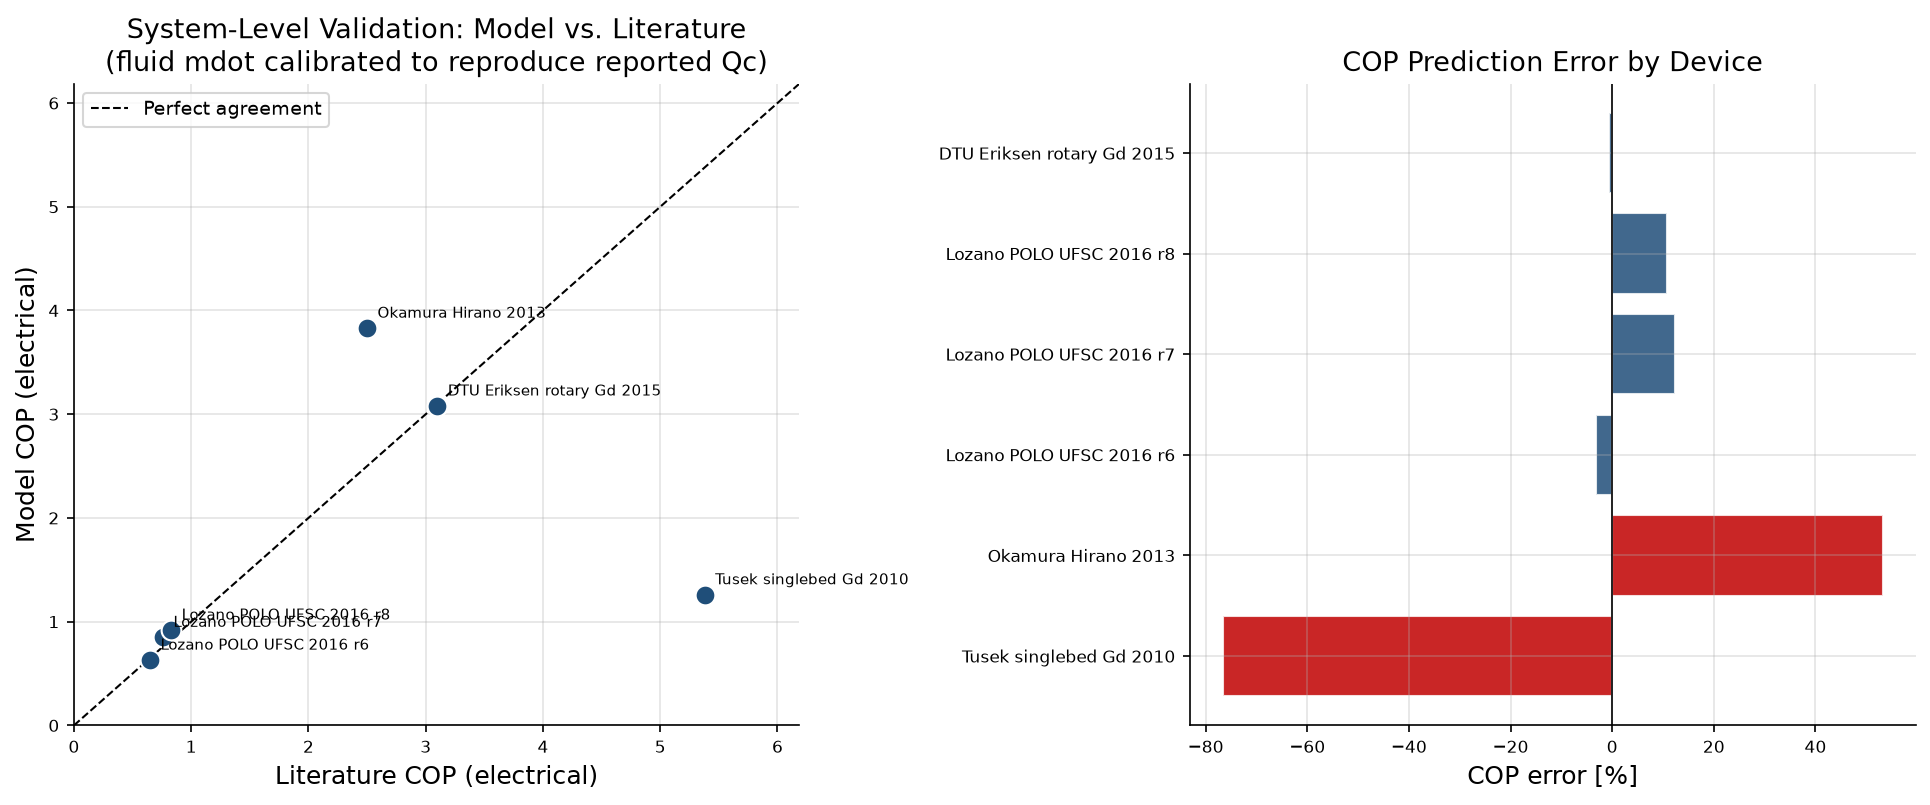 System-Level Validation: Model vs. Literature
(fluid mdot calibrated to reproduce reported Qc)
Perfect agreement
6
5
4
3
2
1
0
Model COP (electrical)
Okamura Hirano 2013
DTU Eriksen rotary Gd 2015
Tusek singlebed Gd 2010
Lozano POLO UFSC 2016 r8
Lozano POLO UFSC 2016 r7
Lozano POLO UFSC 2016 r6
0 1 2 3 4 5 6
Literature COP (electrical)
COP Prediction Error by Device
DTU Eriksen rotary Gd 2015
Lozano POLO UFSC 2016 r8
Lozano POLO UFSC 2016 r7
Lozano POLO UFSC 2016 r6
Okamura Hirano 2013
Tusek singlebed Gd 2010
−80 −60 −40 −20 0 20 40
COP error [%]